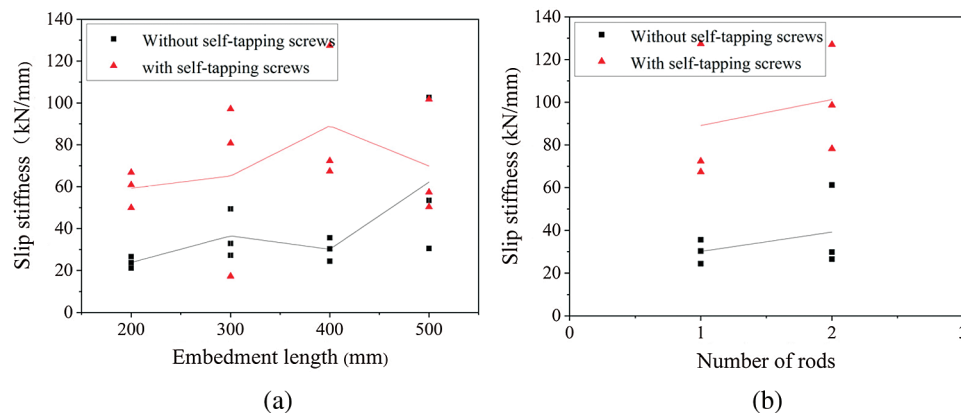 140
120
100
80
60
40
20
0
Slip stiffness（kN/mm）
Without self-tapping screws
with self-tapping screws
200 300 400 500
Embedment length (mm)
(a)
140
120
100
80
60
40
20
0
Slip stiffness (kN/mm)
Without self-tapping screws
With self-tapping screws
0 1 2 3
Number of rods
(b)